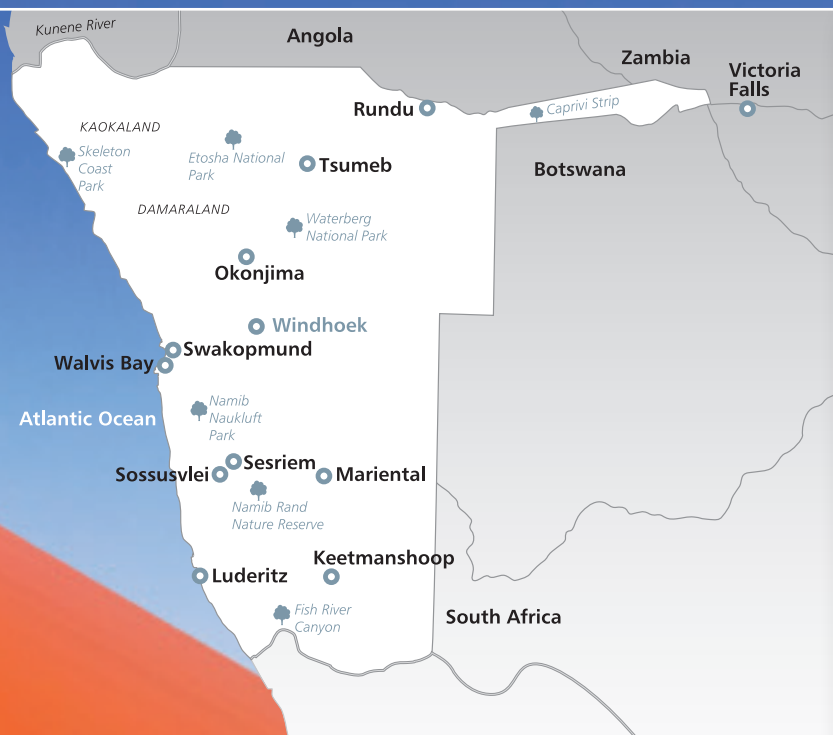 Kunene River
Angola
Zambia
Victoria
Falls
Rundu
Caprivi Strip
KAOKALAND
Skeleton
Coast
Park
Etosha National
Park
Tsumeb
Botswana
DAMARALAND
Waterberg
National Park
Okonjima
Windhoek
Swakopmund
Walvis Bay
Atlantic Ocean
Namib
Naukluft
Park
Sesriem
Sossusvlei
Mariental
Namib Rand
Nature Reserve
Keetmanshoop
Luderitz
Fish River
Canyon
South Africa